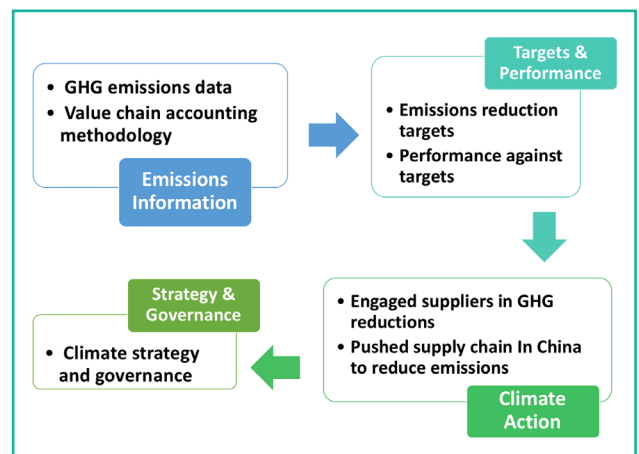 • GHG emissions data
• Value chain accounting
methodology
Emissions
Information
Targets &
Performance
• Emissions reduction
targets
• Performance against
targets
• Engaged suppliers in GHG
reductions
• Pushed supply chain In China
to reduce emissions
Climate
Action
Strategy &
Governance
• Climate strategy
and governance